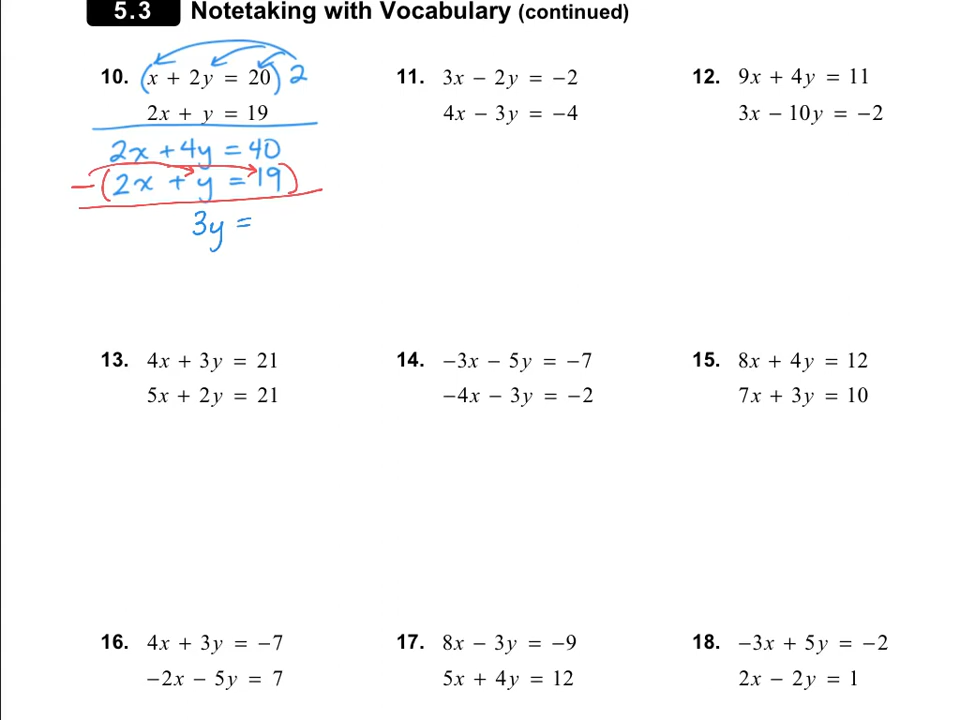 5.3 Notetaking with Vocabulary (continued)
10. (x + 2y = 20) 2
2x + y = 19
2x + 4y = 40
−(2x + y = 19)
3y =
11. 3x − 2y = −2
4x − 3y = −4
12. 9x + 4y = 11
3x − 10y = −2
13. 4x + 3y = 21
5x + 2y = 21
14. −3x − 5y = −7
−4x − 3y = −2
15. 8x + 4y = 12
7x + 3y = 10
16. 4x + 3y = −7
−2x − 5y = 7
17. 8x − 3y = −9
5x + 4y = 12
18. −3x + 5y = −2
2x − 2y = 1